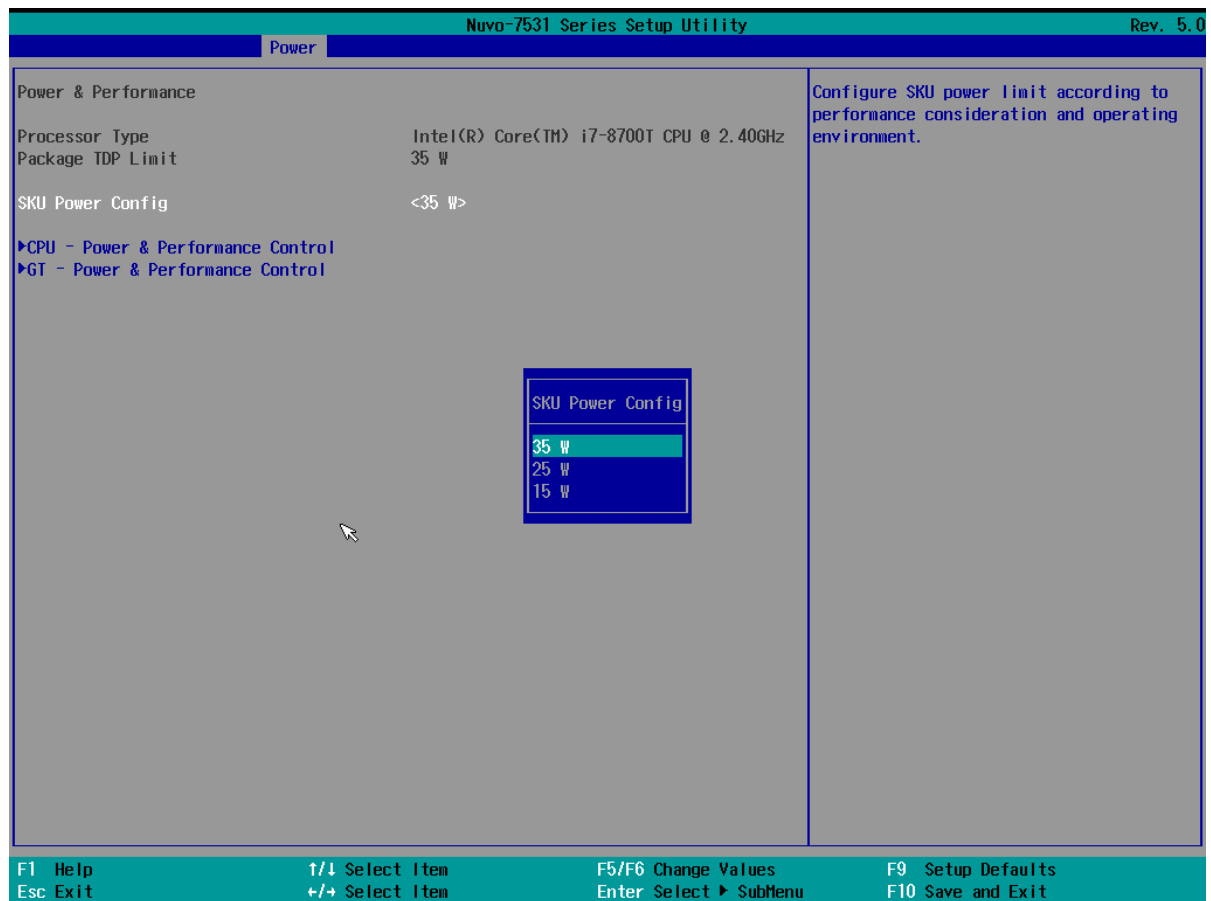 Nuvo-7531 Series Setup Utility Rev. 5.0
Power
Power & Performance
Processor Type Intel(R) Core(TM) i7-8700T CPU @ 2.40GHz
Package TDP Limit 35 W
SKU Power Config <35 W>
▶CPU - Power & Performance Control
▶GT - Power & Performance Control
Configure SKU power limit according to
performance consideration and operating
environment.
SKU Power Config
35 W
25 W
15 W
F1 Help ↑/↓ Select Item F5/F6 Change Values F9 Setup Defaults
Esc Exit ←/→ Select Item Enter Select ▶ SubMenu F10 Save and Exit